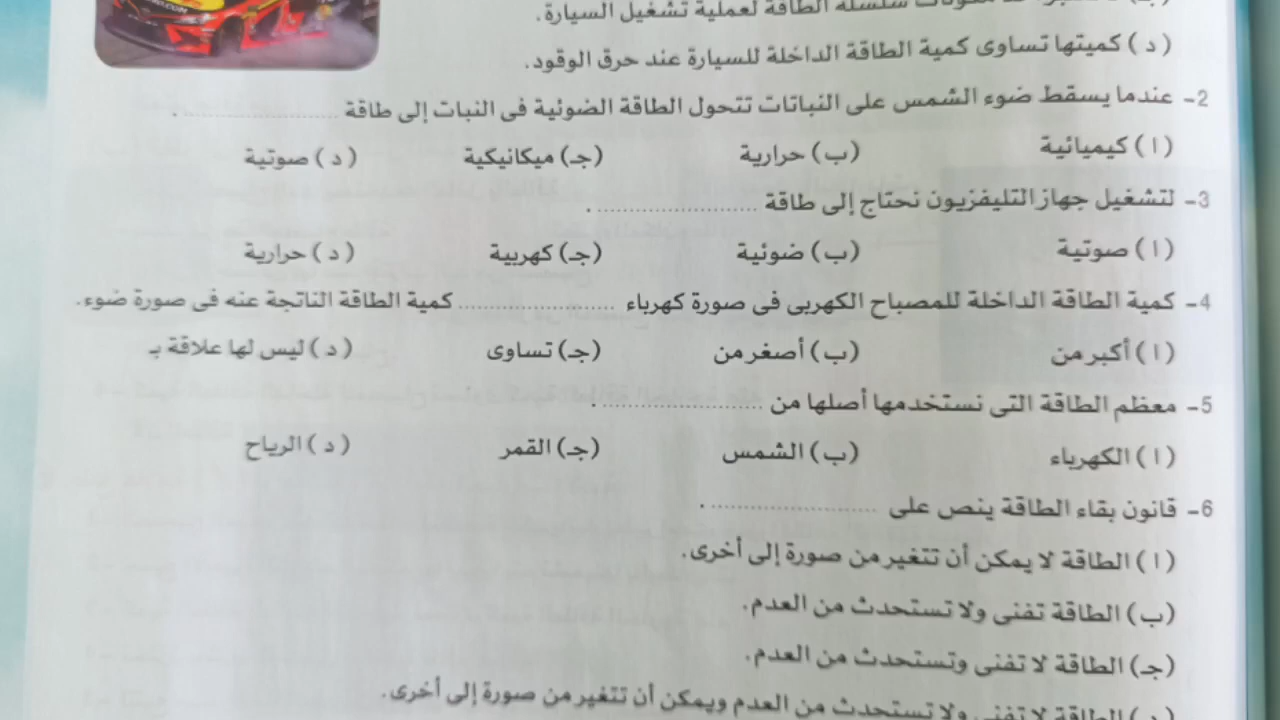 سلسلة الطاقة لعملية تشغيل السيارة.
( د ) كميتها تساوى كمية الطاقة الداخلة للسيارة عند حرق الوقود.
2- عندما يسقط ضوء الشمس على النباتات تتحول الطاقة الضوئية فى النبات إلى طاقة .................... .
( ا ) كيميائية (ب) حرارية (جـ) ميكانيكية ( د ) صوتية
3- لتشغيل جهاز التليفزيون نحتاج إلى طاقة .................... .
( ا ) صوتية (ب) ضوئية (جـ) كهربية ( د ) حرارية
4- كمية الطاقة الداخلة للمصباح الكهربى فى صورة كهرباء .................... كمية الطاقة الناتجة عنه فى صورة ضوء.
( ا ) أكبر من (ب) أصغر من (جـ) تساوى ( د ) ليس لها علاقة بـ
5- معظم الطاقة التى نستخدمها أصلها من .................... .
( ا ) الكهرباء (ب) الشمس (جـ) القمر ( د ) الرياح
6- قانون بقاء الطاقة ينص على .................... .
( ا ) الطاقة لا يمكن أن تتغير من صورة إلى أخرى.
(ب) الطاقة تفنى ولا تستحدث من العدم.
(جـ) الطاقة لا تفنى وتستحدث من العدم.
( د ) الطاقة لا تفنى ولا تستحدث من العدم ويمكن أن تتغير من صورة إلى أخرى.